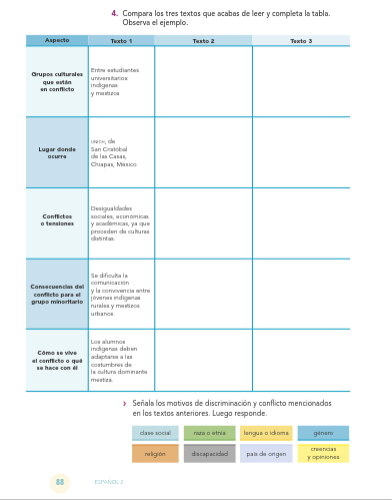 4. Compara los tres textos que acabas de leer y completa la tabla.
Observa el ejemplo.
Aspecto Texto 1 Texto 2 Texto 3
Grupos culturales
que están
en conflicto
Entre estudiantes
universitarios
indígenas
y mestizos
Lugar donde
ocurre
UNICH, de
San Cristóbal
de las Casas,
Chiapas, México
Conflictos
o tensiones
Desigualdades
sociales, económicas
y académicas, ya que
proceden de culturas
distintas.
Consecuencias del
conflicto para el
grupo minoritario
Se dificulta la
comunicación
y la convivencia entre
jóvenes indígenas
rurales y mestizos
urbanos.
Cómo se vive
el conflicto o qué
se hace con él
Los alumnos
indígenas deben
adaptarse a las
costumbres de
la cultura dominante
mestiza.
› Señala los motivos de discriminación y conflicto mencionados
en los textos anteriores. Luego responde.
clase social raza o etnia lengua o idioma género
religión discapacidad país de origen creencias
y opiniones
88 ESPAÑOL 2